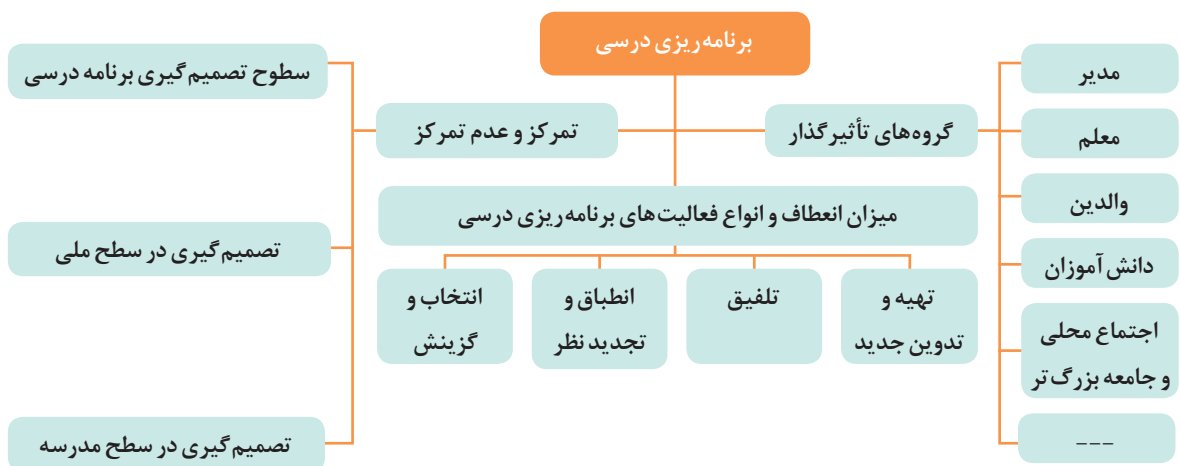 برنامه‌ریزی درسی
گروه‌های تأثیرگذار
مدیر
معلم
والدین
دانش‌آموزان
اجتماع محلی
و جامعه بزرگ‌تر
---
تمرکز و عدم تمرکز
سطوح تصمیم‌گیری برنامه درسی
تصمیم‌گیری در سطح ملی
تصمیم‌گیری در سطح مدرسه
میزان انعطاف و انواع فعالیت‌های برنامه‌ریزی درسی
تهیه و
تدوین جدید
تلفیق
انطباق و
تجدید نظر
انتخاب و
گزینش